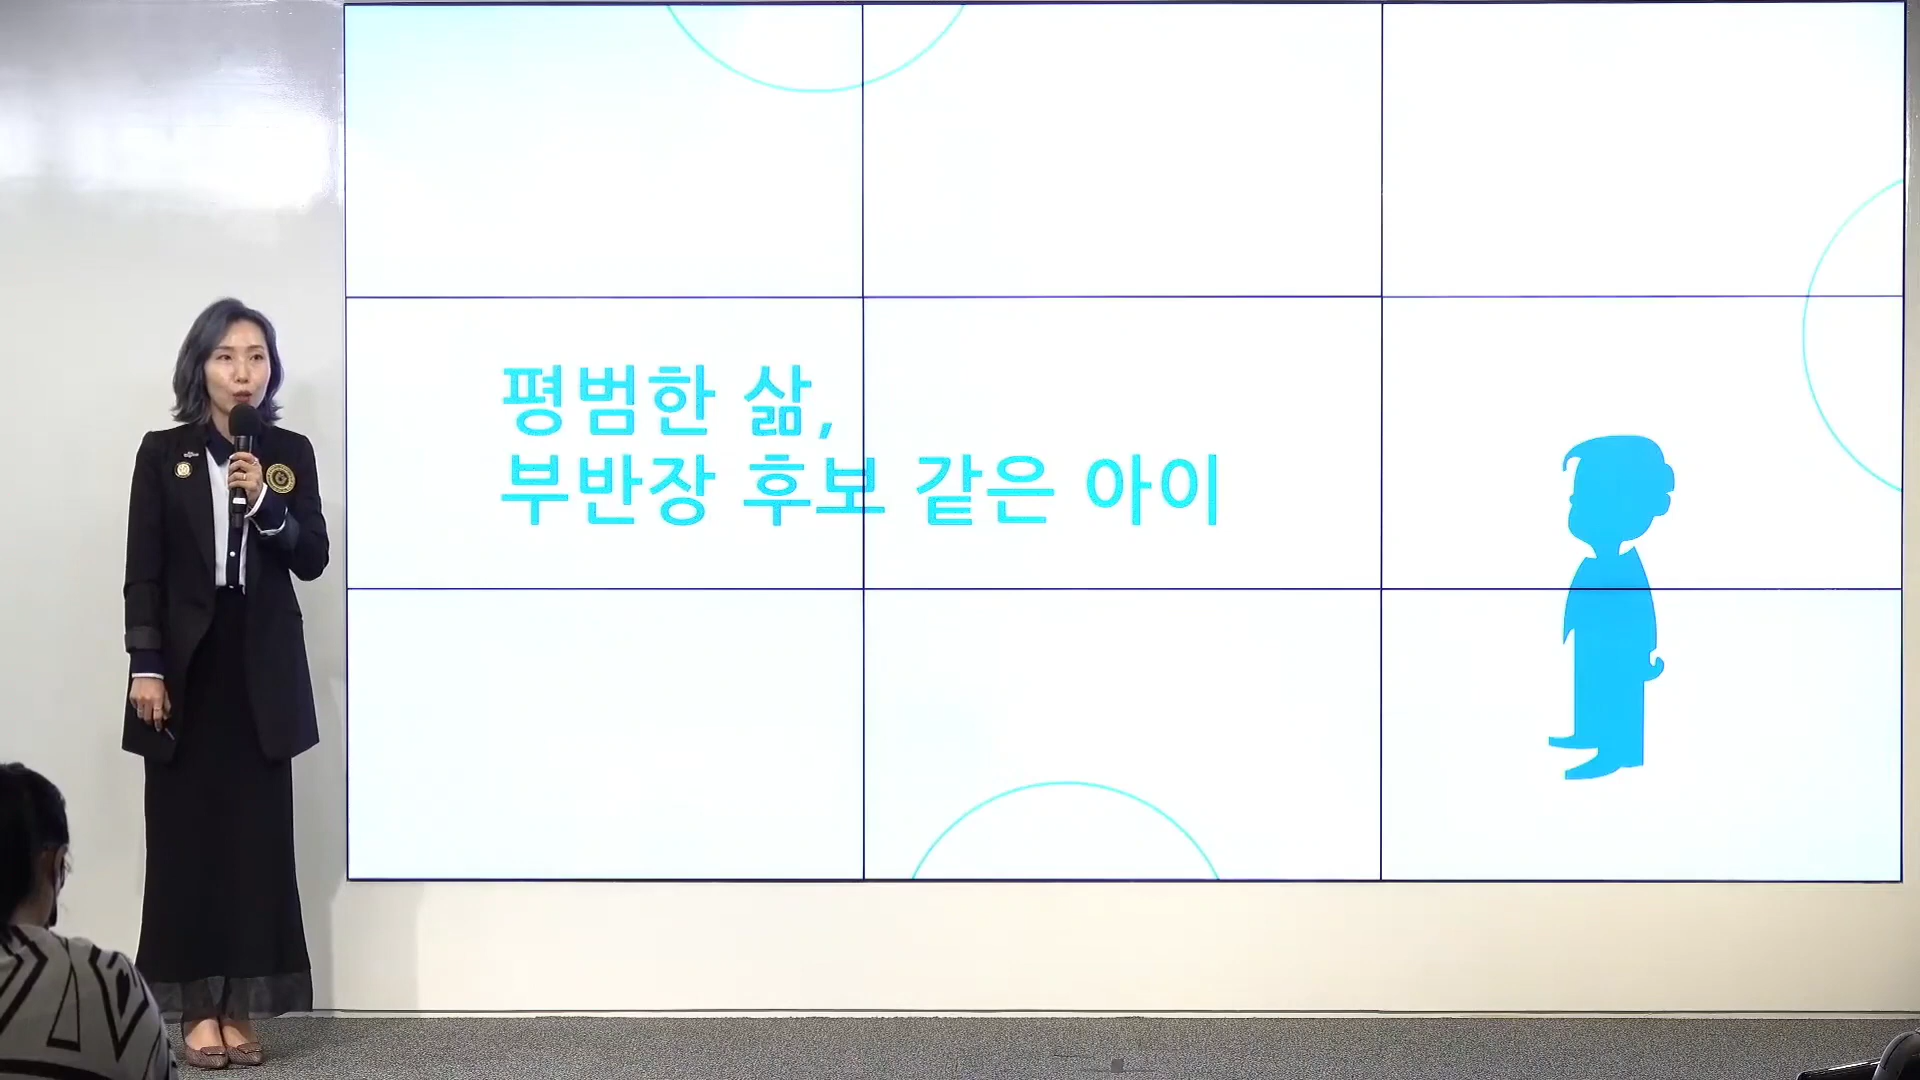 평범한 삶,
부반장 후보 같은 아이